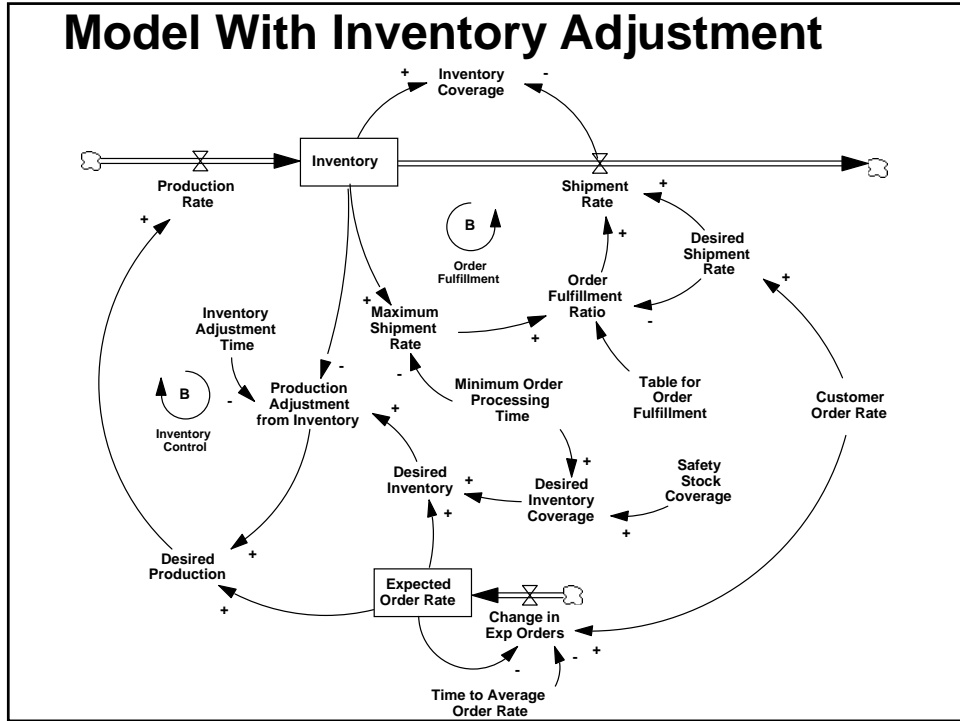 Model With Inventory Adjustment
+
Inventory
Coverage
-
Inventory
Production
Rate
Shipment
Rate
+
+
B
Order
Fulfillment
+
Desired
Shipment
Rate
+
Order
Fulfillment
Ratio
-
Inventory
Adjustment
Time
+
Maximum
Shipment
Rate
+
-
-
B
Inventory
Control
-
Production
Adjustment
from Inventory
+
Minimum Order
Processing
Time
Table for
Order
Fulfillment
Customer
Order Rate
Desired
Inventory
+
+
+
Desired
Inventory
Coverage
Safety
Stock
Coverage
+
Desired
Production
+
+
Expected
Order Rate
Change in
Exp Orders
-
-
+
Time to Average
Order Rate